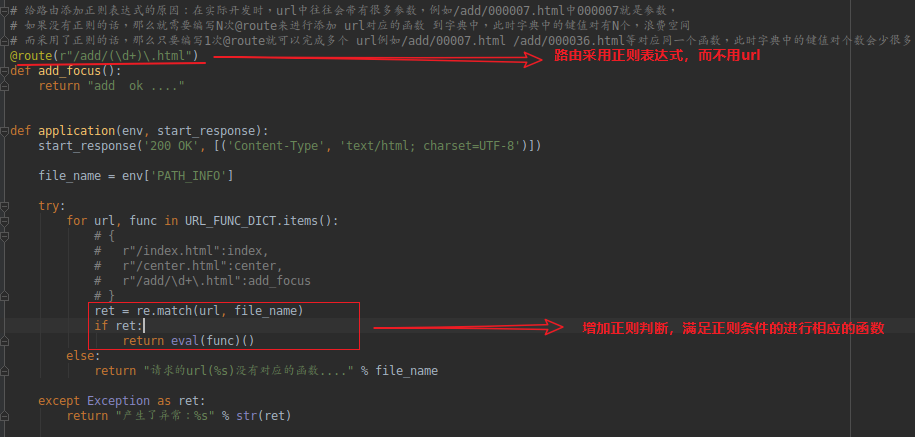 # 给路由添加正则表达式的原因：在实际开发时，url中往往会带有很多参数，例如/add/000007.html中000007就是参数，
# 如果没有正则的话，那么就需要编写N次@route来进行添加 url对应的函数 到字典中，此时字典中的键值对有N个，浪费空间
# 而采用了正则的话，那么只要编写1次@route就可以完成多个 url例如/add/00007.html /add/000036.html等对应同一个函数，此时字典中的键值对个数会少很多
@route(r"/add/(\d+)\.html") 路由采用正则表达式，而不用url
def add_focus():
    return "add  ok ...."
def application(env, start_response):
    start_response('200 OK', [('Content-Type', 'text/html; charset=UTF-8')])
    file_name = env['PATH_INFO']
    try:
        for url, func in URL_FUNC_DICT.items():
            # {
            #   r"/index.html":index,
            #   r"/center.html":center,
            #   r"/add/\d+\.html":add_focus
            # }
            ret = re.match(url, file_name)
            if ret: 增加正则判断，满足正则条件的进行相应的函数
                return eval(func)()
        else:
            return "请求的url(%s)没有对应的函数...." % file_name
    except Exception as ret:
        return "产生了异常：%s" % str(ret)